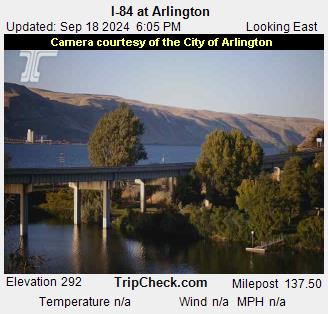 I-84 at Arlington
Updated: Sep 18 2024 6:05 PM Looking East
Camera courtesy of the City of Arlington
Elevation 292 TripCheck.com Milepost 137.50
Temperature n/a Wind n/a MPH n/a